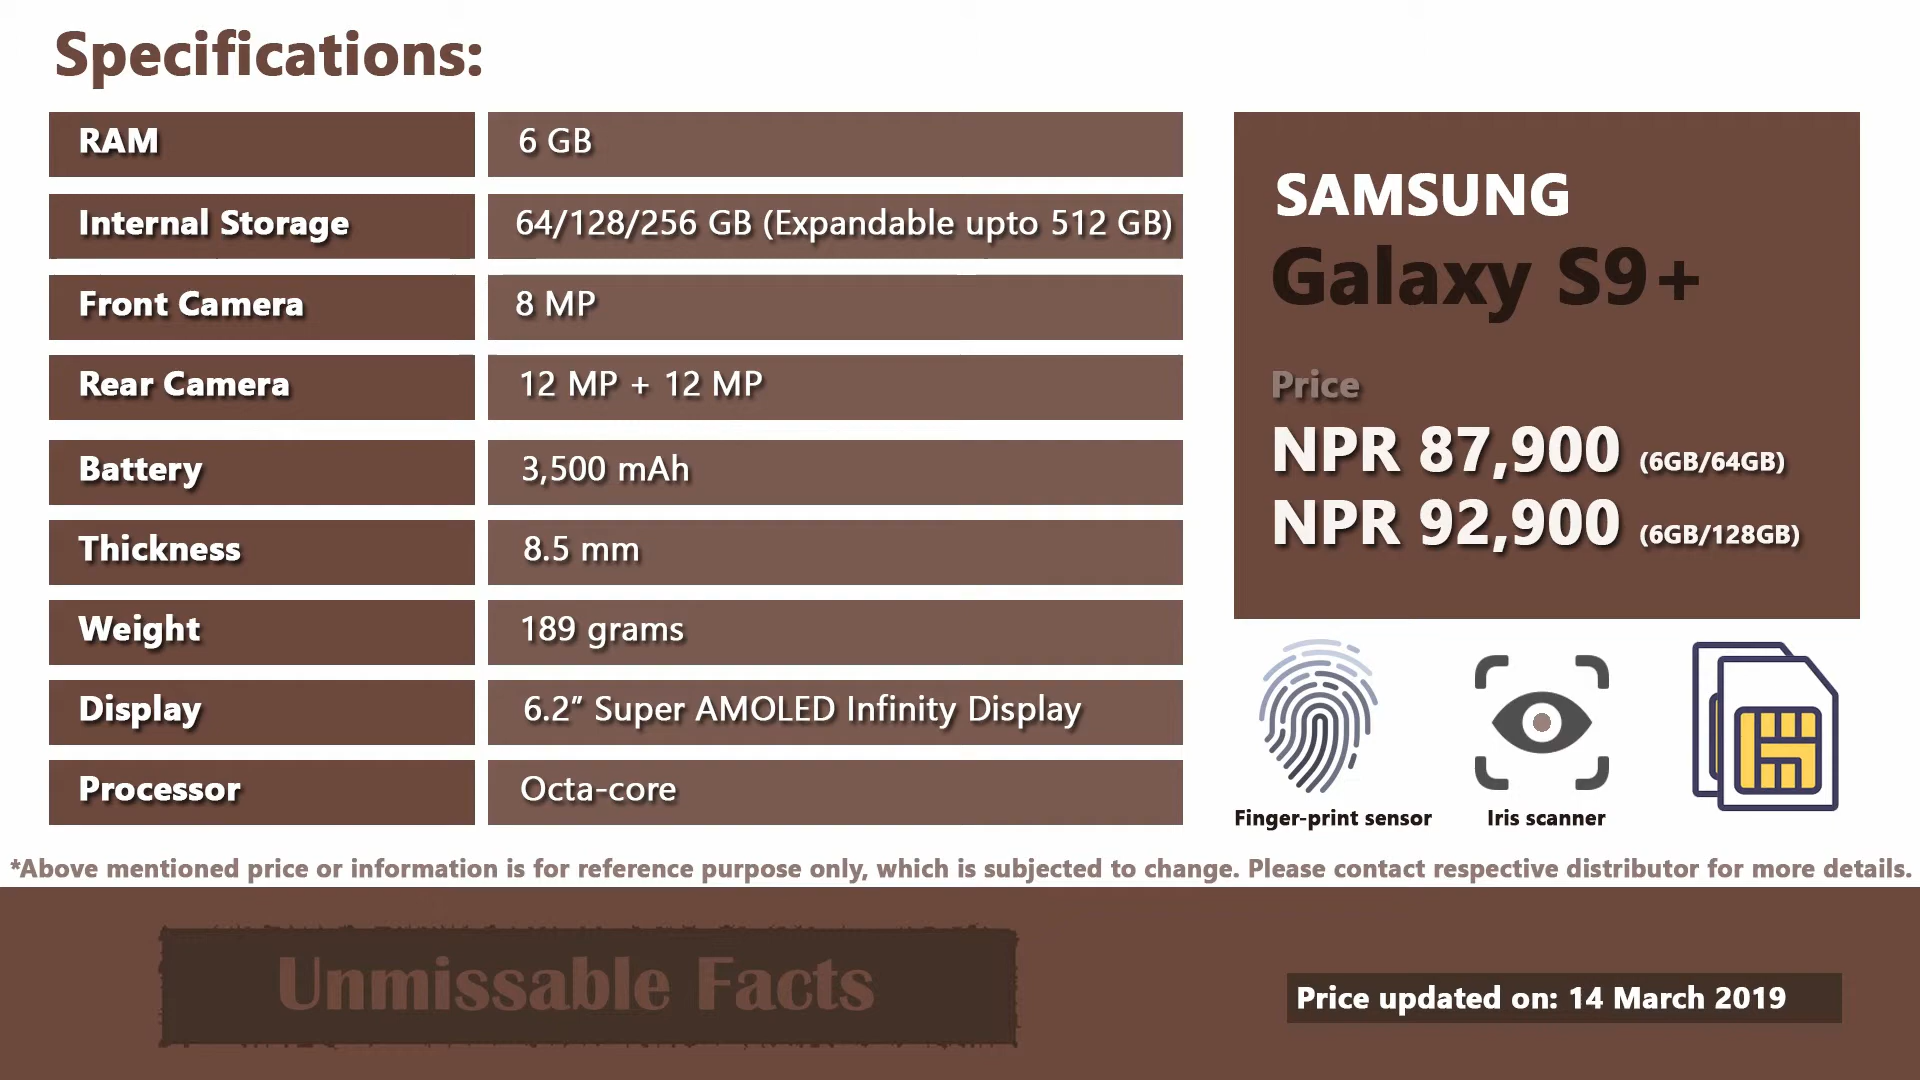 Specifications:
RAM 6 GB
Internal Storage 64/128/256 GB (Expandable upto 512 GB)
Front Camera 8 MP
Rear Camera 12 MP + 12 MP
Battery 3,500 mAh
Thickness 8.5 mm
Weight 189 grams
Display 6.2” Super AMOLED Infinity Display
Processor Octa-core
SAMSUNG
Galaxy S9+
Price
NPR 87,900 (6GB/64GB)
NPR 92,900 (6GB/128GB)
Finger-print sensor
Iris scanner
*Above mentioned price or information is for reference purpose only, which is subjected to change. Please contact respective distributor for more details.
Unmissable Facts
Price updated on: 14 March 2019